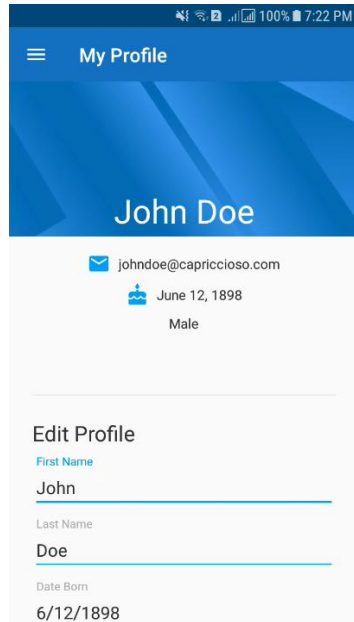 2 100% 7:22 PM
My Profile
John Doe
johndoe@capriccioso.com
June 12, 1898
Male
Edit Profile
First Name
John
Last Name
Doe
Date Born
6/12/1898